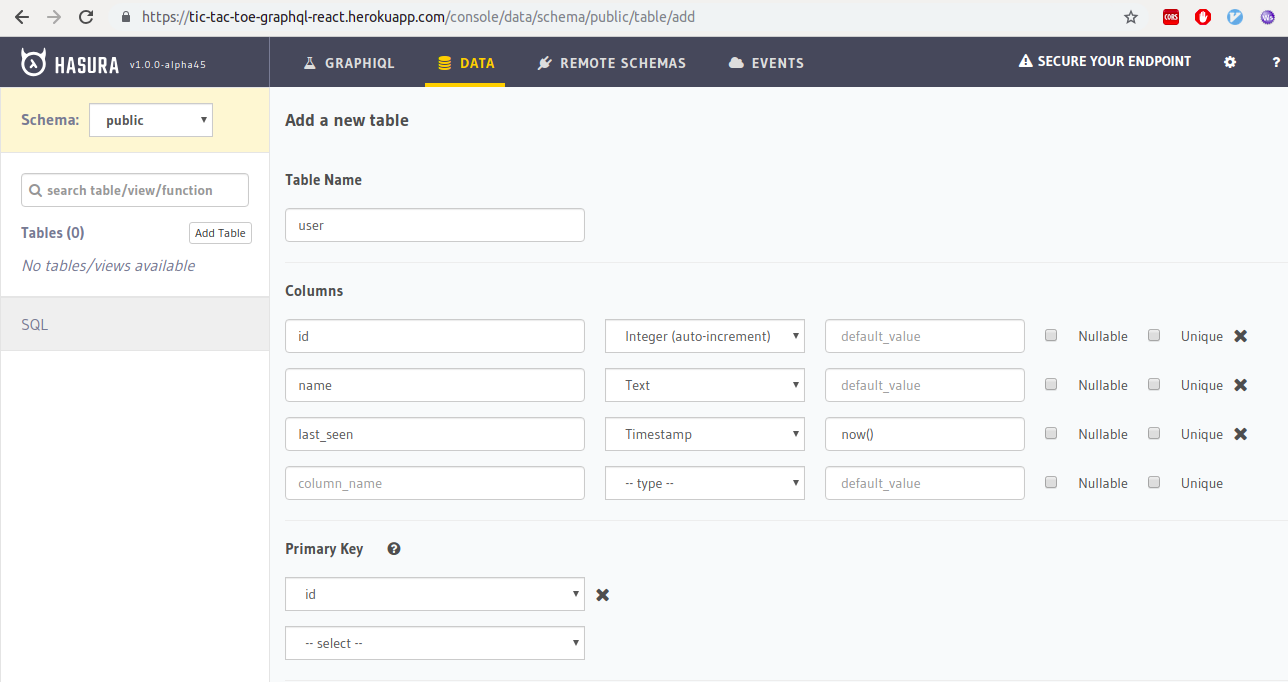 https://tic-tac-toe-graphql-react.herokuapp.com/console/data/schema/public/table/add
CORS
Ws
HASURA v1.0.0-alpha45
GRAPHIQL
DATA
REMOTE SCHEMAS
EVENTS
SECURE YOUR ENDPOINT
?
Schema: public
search table/view/function
Tables (0) Add Table
No tables/views available
SQL
Add a new table
Table Name
user
Columns
id Integer (auto-increment) default_value Nullable Unique
name Text default_value Nullable Unique
last_seen Timestamp now() Nullable Unique
column_name -- type -- default_value Nullable Unique
Primary Key ?
id
-- select --